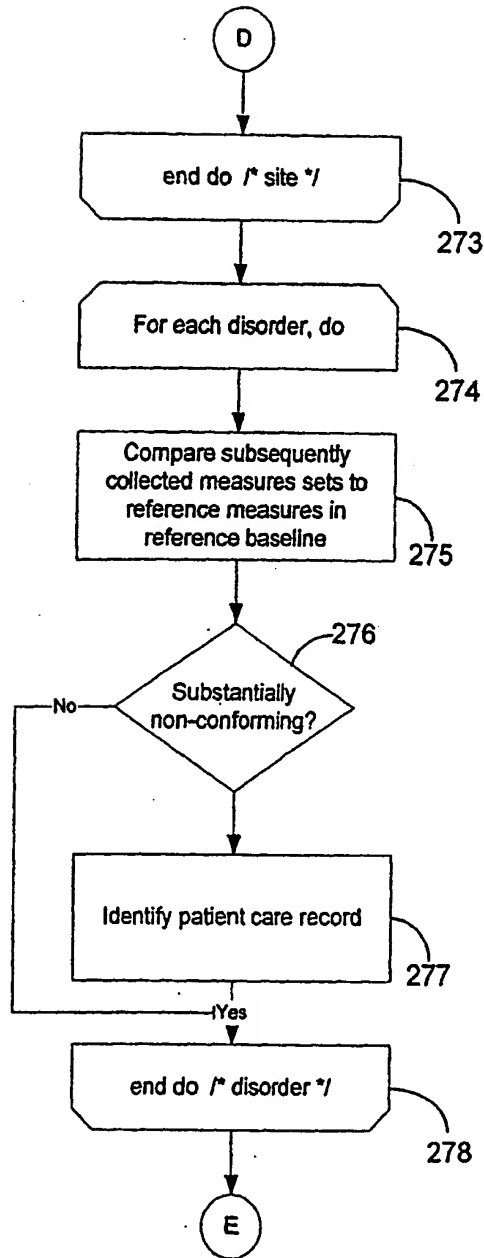 D
end do /* site */
273
For each disorder, do
274
Compare subsequently
collected measures sets to
reference measures in
reference baseline
275
276
Substantially
non-conforming?
No
Identify patient care record
277
Yes
end do /* disorder */
278
E